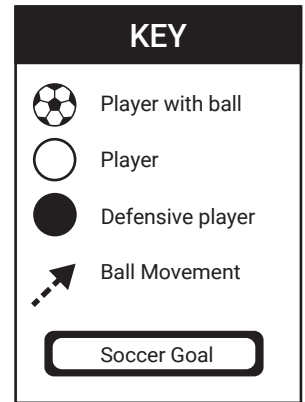 KEY
Player with ball
Player
Defensive player
Ball Movement
Soccer Goal